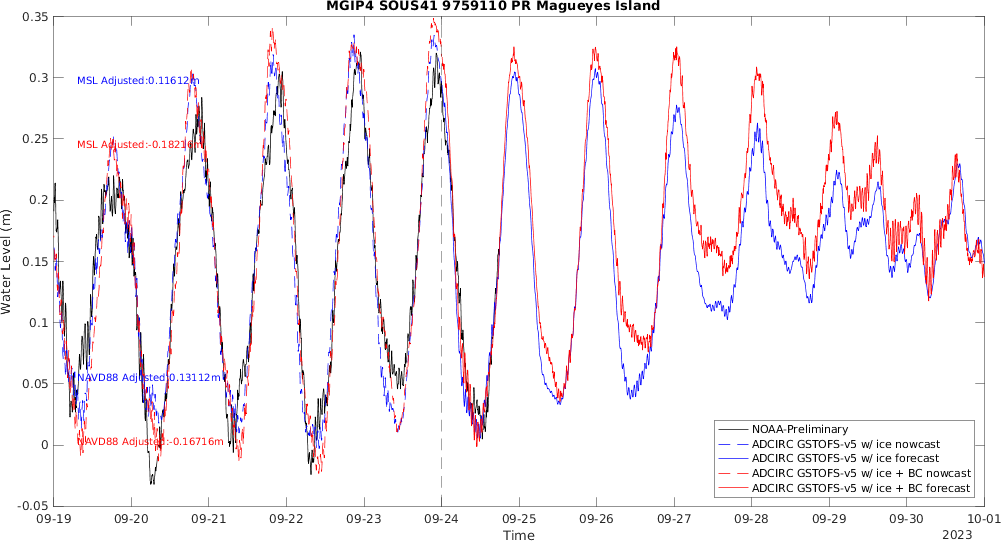 MGIP4 SOUS41 9759110 PR Magueyes Island
0.35
0.3
0.25
0.2
0.15
0.1
0.05
0
-0.05
Water Level (m)
MSL Adjusted:0.11612m
MSL Adjusted:-0.18216m
NAVD88 Adjusted:0.13112m
NAVD88 Adjusted:-0.16716m
NOAA-Preliminary
ADCIRC GSTOFS-v5 w/ ice nowcast
ADCIRC GSTOFS-v5 w/ ice forecast
ADCIRC GSTOFS-v5 w/ ice + BC nowcast
ADCIRC GSTOFS-v5 w/ ice + BC forecast
09-19 09-20 09-21 09-22 09-23 09-24 09-25 09-26 09-27 09-28 09-29 09-30 10-01
Time
2023